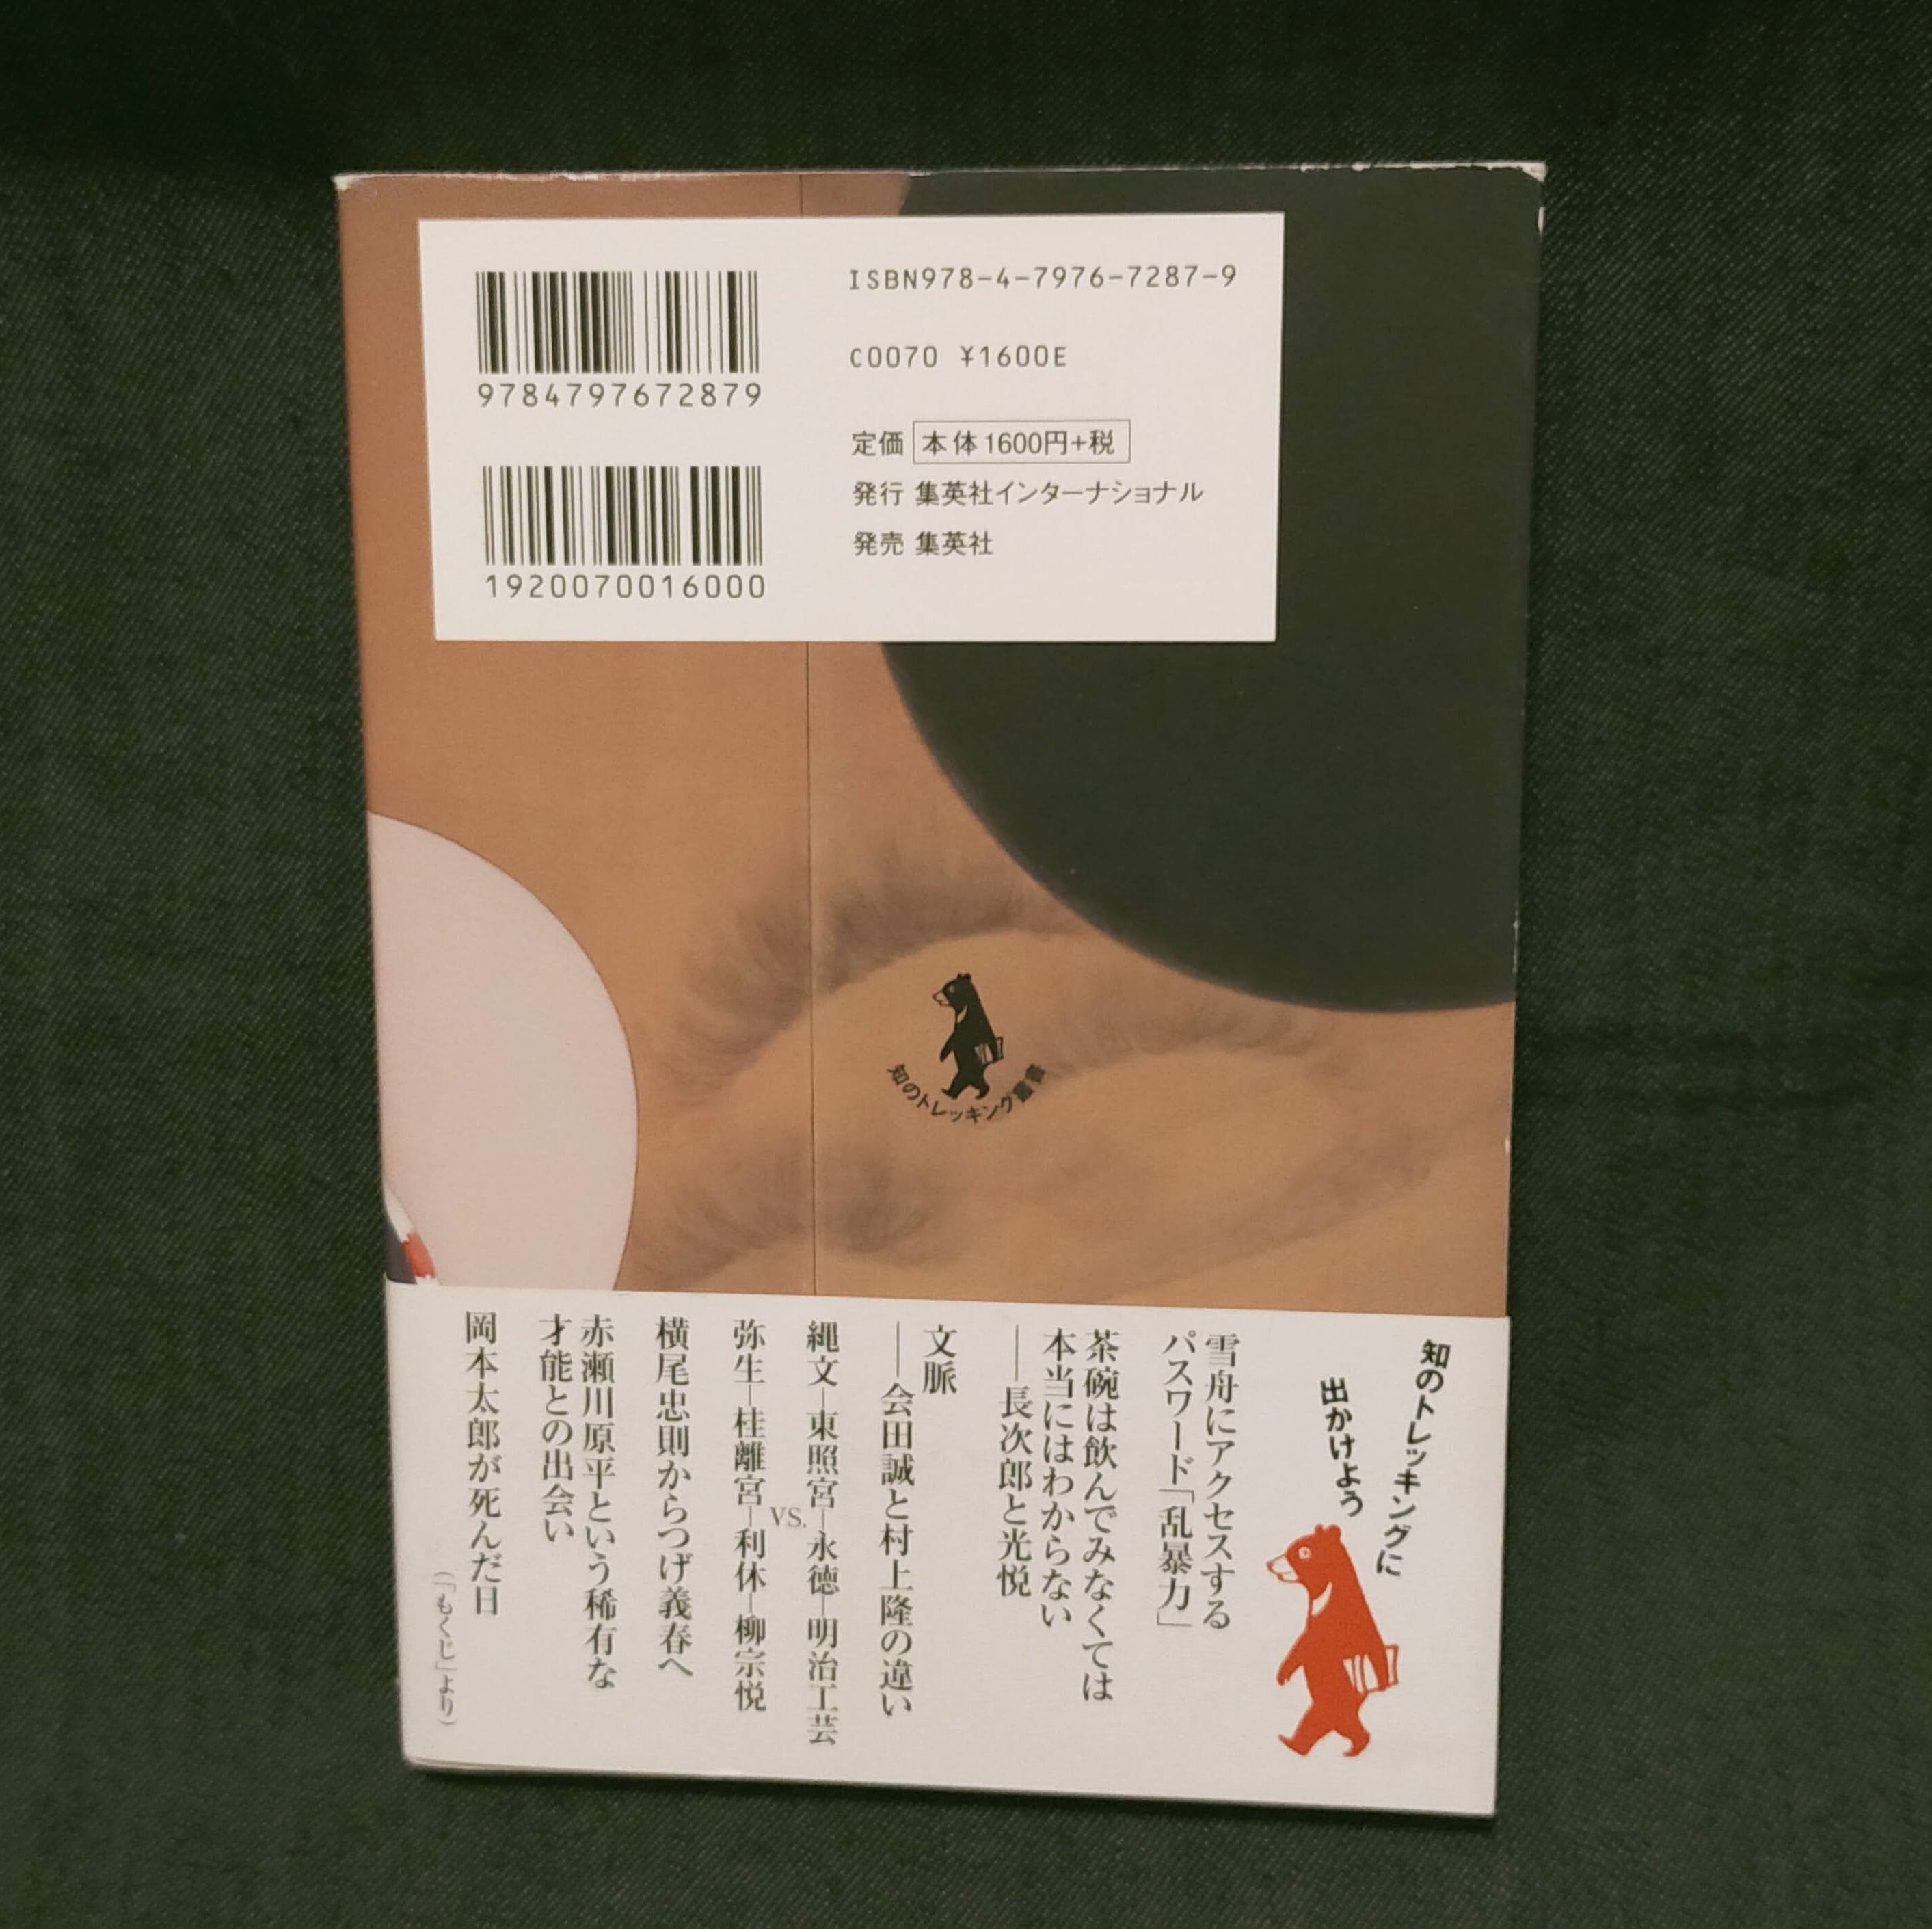 ISBN978-4-7976-7287-9
C0070 ¥1600E
9784797672879
定価 本体1600円+税
発行 集英社インターナショナル
発売 集英社
1920070016000
知のトレッキング叢書
知のトレッキングに
出かけよう
雪舟にアクセスする
パスワード「乱暴力」
茶碗は飲んでみなくては
本当にはわからない
――長次郎と光悦
文脈
――会田誠と村上隆の違い
縄文―東照宮―永徳―明治工芸
VS.
弥生―桂離宮―利休―柳宗悦
横尾忠則からつげ義春へ
赤瀬川原平という稀有な
才能との出会い
岡本太郎が死んだ日
(「もくじ」より)